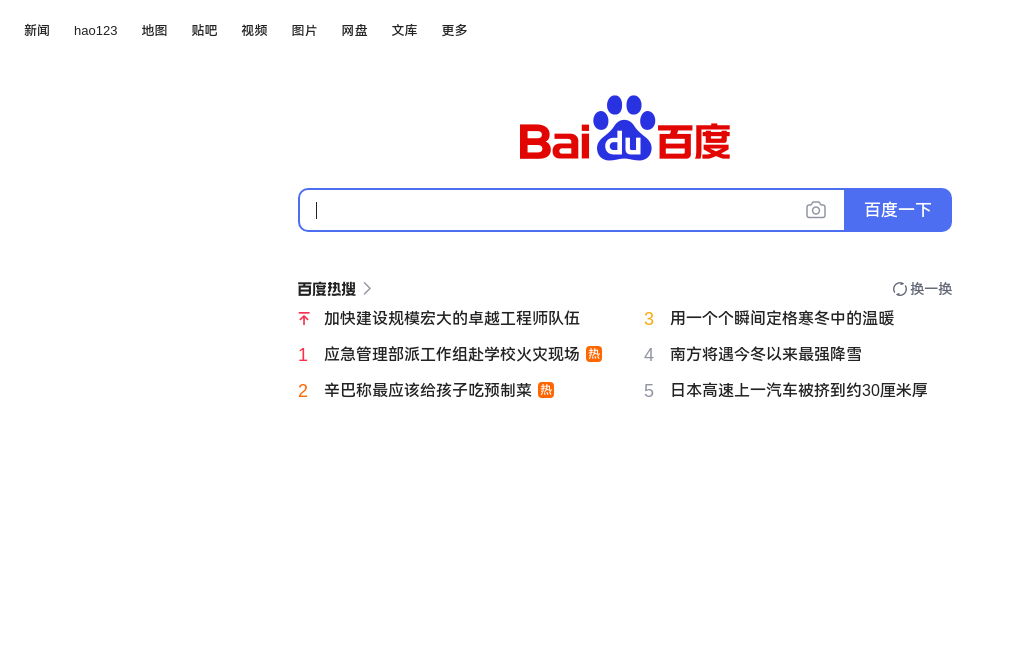 新闻 hao123 地图 贴吧 视频 图片 网盘 文库 更多
Bai du 百度
百度一下
百度热搜 换一换
加快建设规模宏大的卓越工程师队伍
1 应急管理部派工作组赴学校火灾现场 热
2 辛巴称最应该给孩子吃预制菜 热
3 用一个个瞬间定格寒冬中的温暖
4 南方将遇今冬以来最强降雪
5 日本高速上一汽车被挤到约30厘米厚